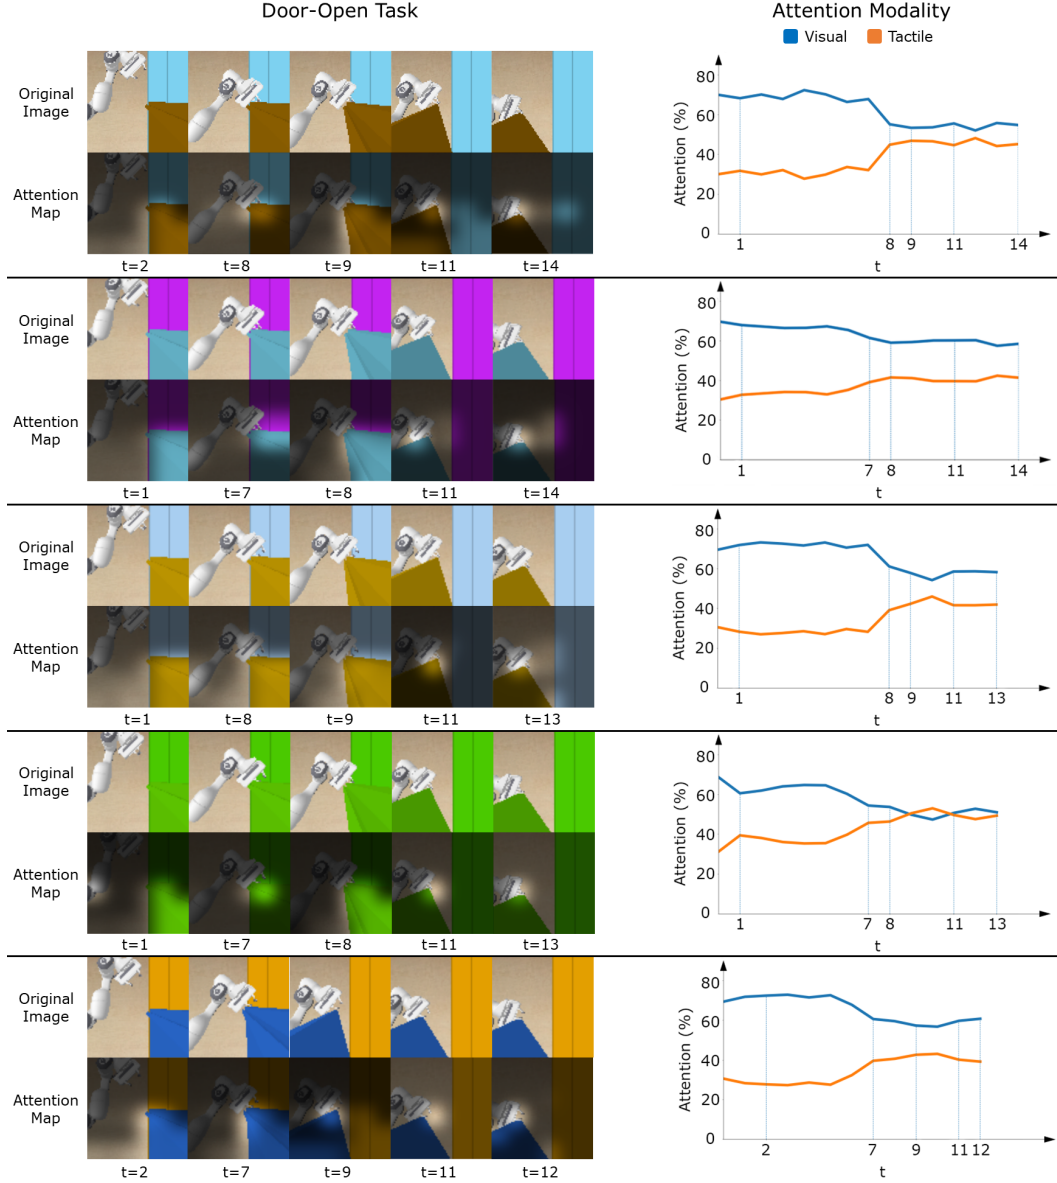 Door-Open Task
Attention Modality
Visual
Tactile
Original
Image
Attention
Map
t=2
t=8
t=9
t=11
t=14
Attention (%)
80
60
40
20
0
1
8
9
11
14
t
Original
Image
Attention
Map
t=1
t=7
t=8
t=11
t=14
Attention (%)
80
60
40
20
0
1
7
8
11
14
t
Original
Image
Attention
Map
t=1
t=8
t=9
t=11
t=13
Attention (%)
80
60
40
20
0
1
8
9
11
13
t
Original
Image
Attention
Map
t=1
t=7
t=8
t=11
t=13
Attention (%)
80
60
40
20
0
1
7
8
11
13
t
Original
Image
Attention
Map
t=2
t=7
t=9
t=11
t=12
Attention (%)
80
60
40
20
0
2
7
9
11
12
t